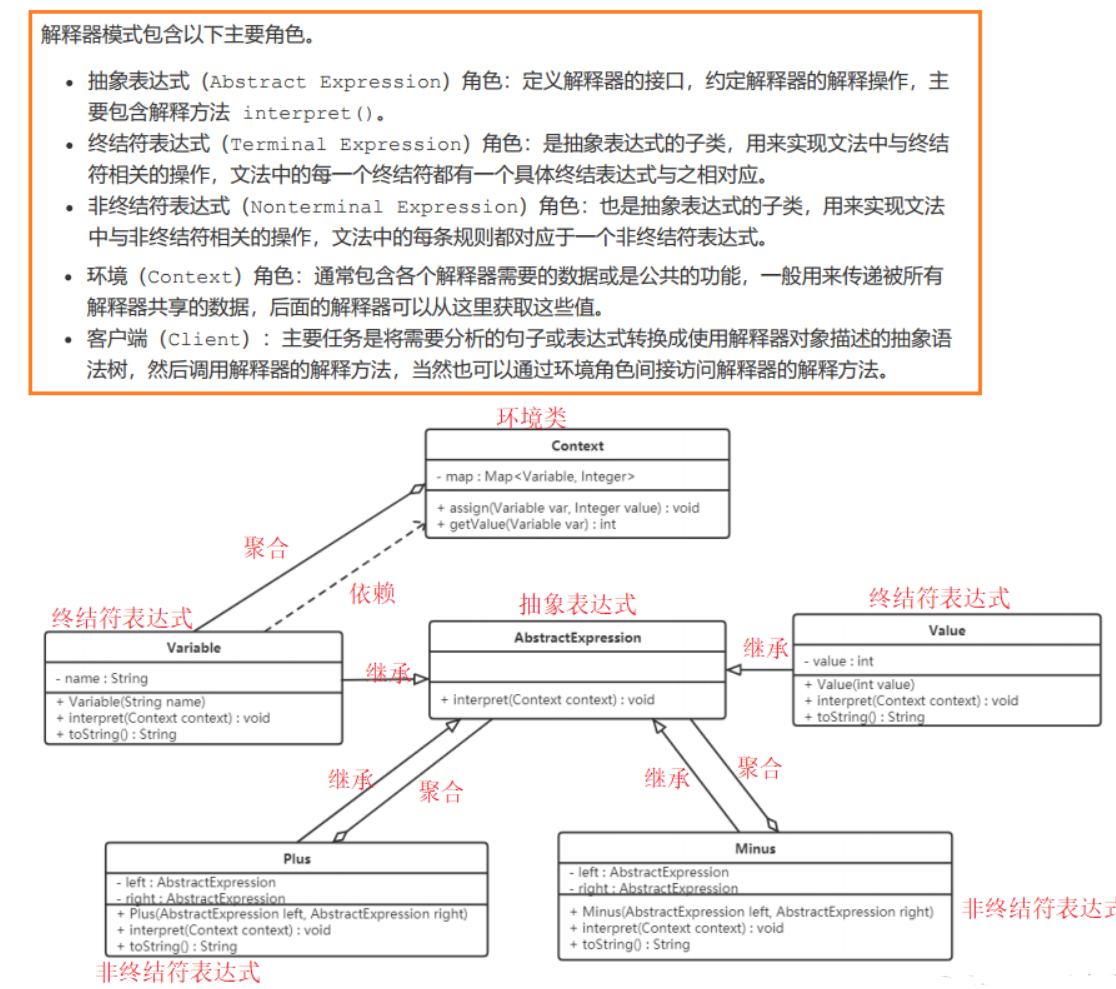 解释器模式包含以下主要角色。
• 抽象表达式（Abstract Expression）角色：定义解释器的接口，约定解释器的解释操作，主
要包含解释方法 interpret()。
• 终结符表达式（Terminal Expression）角色：是抽象表达式的子类，用来实现文法中与终结
符相关的操作，文法中的每一个终结符都有一个具体终结表达式与之相对应。
• 非终结符表达式（Nonterminal Expression）角色：也是抽象表达式的子类，用来实现文法
中与非终结符相关的操作，文法中的每条规则都对应于一个非终结符表达式。
• 环境（Context）角色：通常包含各个解释器需要的数据或是公共的功能，一般用来传递被所有
解释器共享的数据，后面的解释器可以从这里获取这些值。
• 客户端（Client）：主要任务是将需要分析的句子或表达式转换成使用解释器对象描述的抽象语
法树，然后调用解释器的解释方法，当然也可以通过环境角色间接访问解释器的解释方法。
环境类
Context
- map : Map<Variable, Integer>
+ assign(Variable var, Integer value) : void
+ getValue(Variable var) : int
聚合
依赖
终结符表达式
Variable
- name : String
+ Variable(String name)
+ interpret(Context context) : void
+ toString() : String
继承
抽象表达式
AbstractExpression
+ interpret(Context context) : void
继承
终结符表达式
Value
- value : int
+ Value(int value)
+ interpret(Context context) : void
+ toString() : String
继承
聚合
继承
聚合
Plus
- left : AbstractExpression
- right : AbstractExpression
+ Plus(AbstractExpression left, AbstractExpression right)
+ interpret(Context context) : void
+ toString() : String
非终结符表达式
Minus
- left : AbstractExpression
- right : AbstractExpression
+ Minus(AbstractExpression left, AbstractExpression right)
+ interpret(Context context) : void
+ toString() : String
非终结符表达式